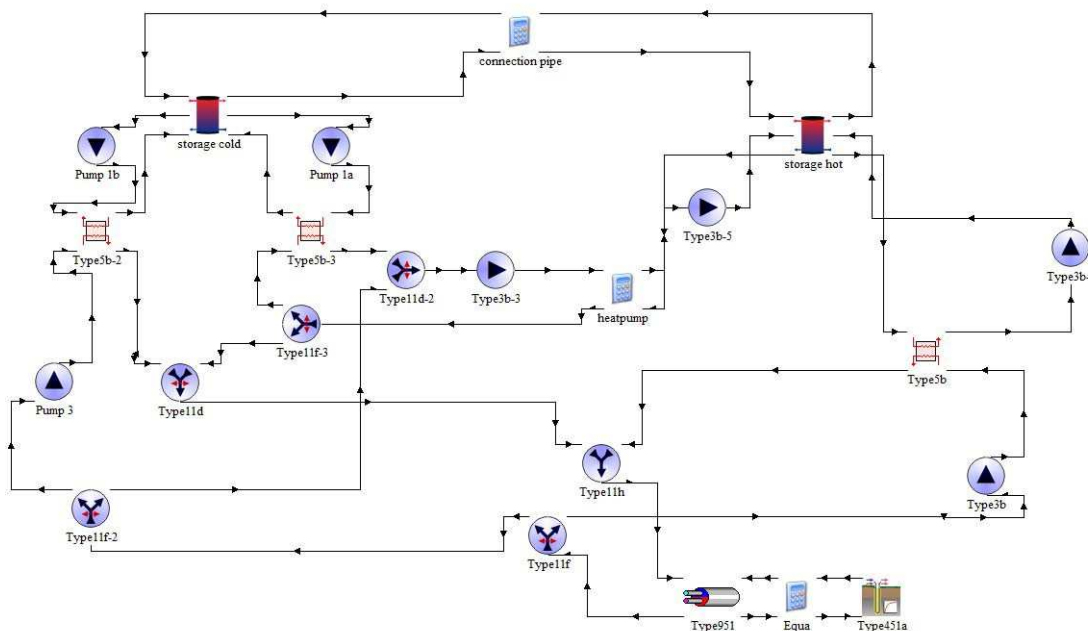 connection pipe
storage cold
storage hot
Pump 1b
Pump 1a
Type3b-5
Type5b-2
Type5b-3
Type11d-2
Type3b-3
heatpump
Type11f-3
Type5b
Pump 3
Type11d
Type11h
Type3b
Type11f-2
Type11f
Type951
Equa
Type451a